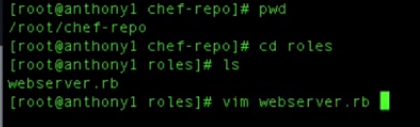 [root@anthony1 chef-repo]# pwd
/root/chef-repo
[root@anthony1 chef-repo]# cd roles
[root@anthony1 roles]# ls
webserver.rb
[root@anthony1 roles]# vim webserver.rb